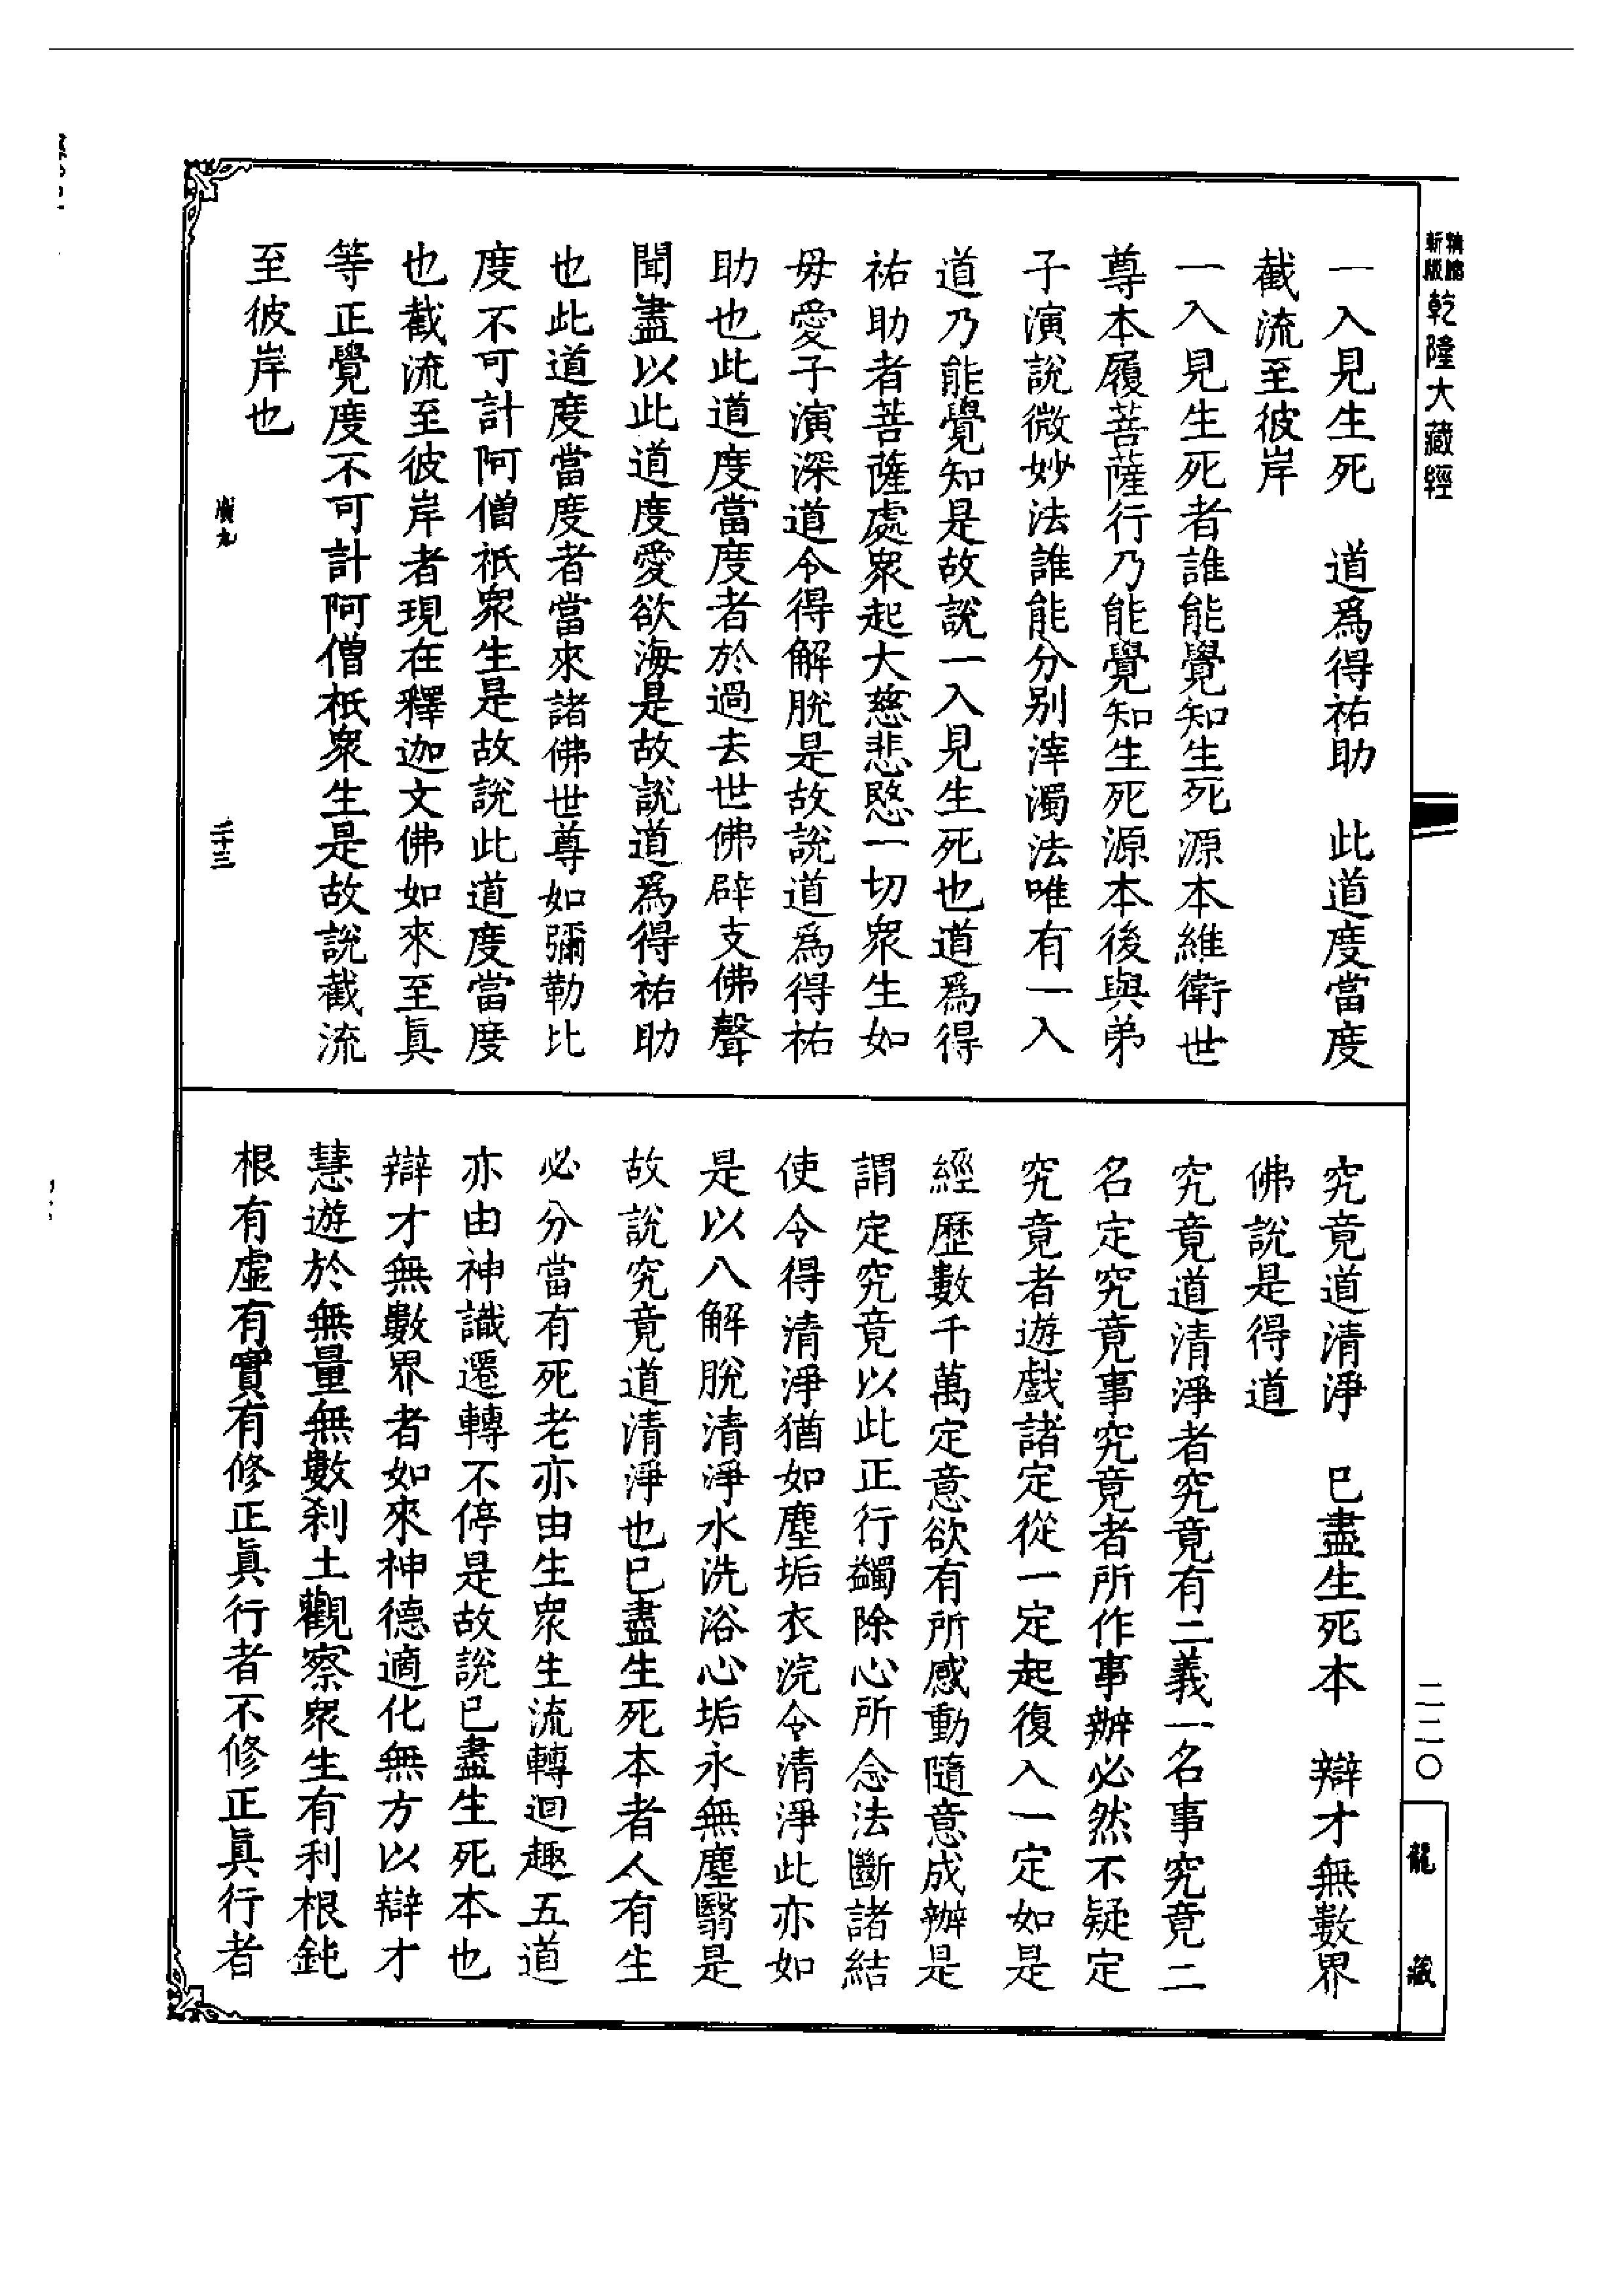 精縮新版乾隆大藏經
一入見生死　道爲得祐助　此道度當度
截流至彼岸
一入見生死者誰能覺知生死源本維衛世
尊本履菩薩行乃能覺知生死源本後與弟
子演說微妙法誰能分别滓濁法唯有一入
道乃能覺知是故說一入見生死也道爲得
祐助者菩薩處衆起大慈悲愍一切衆生如
毋愛子演深道令得解脫是故說道爲得祐
助也此道度當度者於過去世佛辟支佛聲
聞盡以此道度愛欲海是故說道爲得祐助
也此道度當度者當來諸佛世尊如彌勒比
度不可計阿僧祇衆生是故說此道度當度
也截流至彼岸者現在釋迦文佛如來至眞
等正覺度不可計阿僧祇衆生是故說截流
至彼岸也
廣九
二十三
究竟道清淨　已盡生死本　辯才無數界
佛說是得道
究竟道清淨者究竟有二義一名事究竟二
名定究竟事究竟者所作事辦必然不疑定
究竟者遊戲諸定從一定起復入一定如是
經歷數千萬定意欲有所感動隨意成辦是
謂定究竟以此正行蠲除心所念法斷諸結
使令得清淨猶如塵垢衣浣令清淨此亦如
是以八解脫清淨水洗浴心垢永無塵翳是
故說究竟道清淨也已盡生死本者人有生
必分當有死老亦由生衆生流轉迴趣五道
亦由神識遷轉不停是故說已盡生死本也
辯才無數界者如來神德適化無方以辯才
慧遊於無量無數刹土觀察衆生有利根鈍
根有虛有實有修正眞行者不修正眞行者
二二〇
龍藏